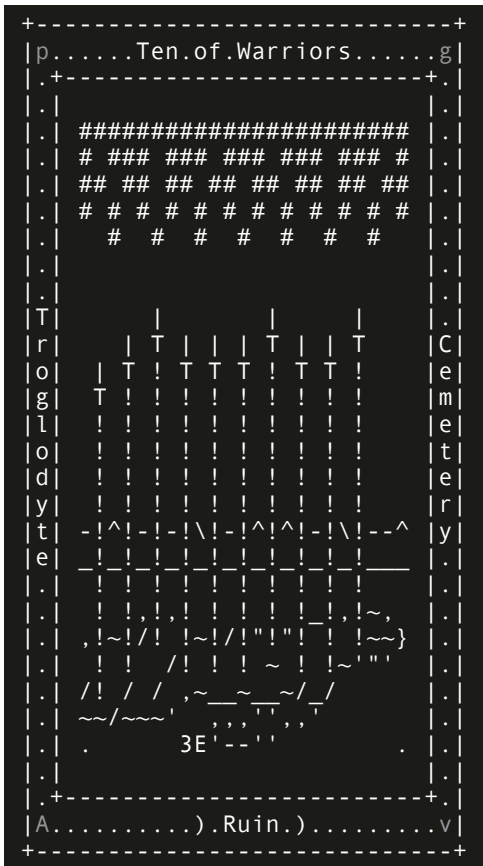 p......Ten.of.Warriors......g
Troglodyte
Cemetery
3E
A..........).Ruin.).........v